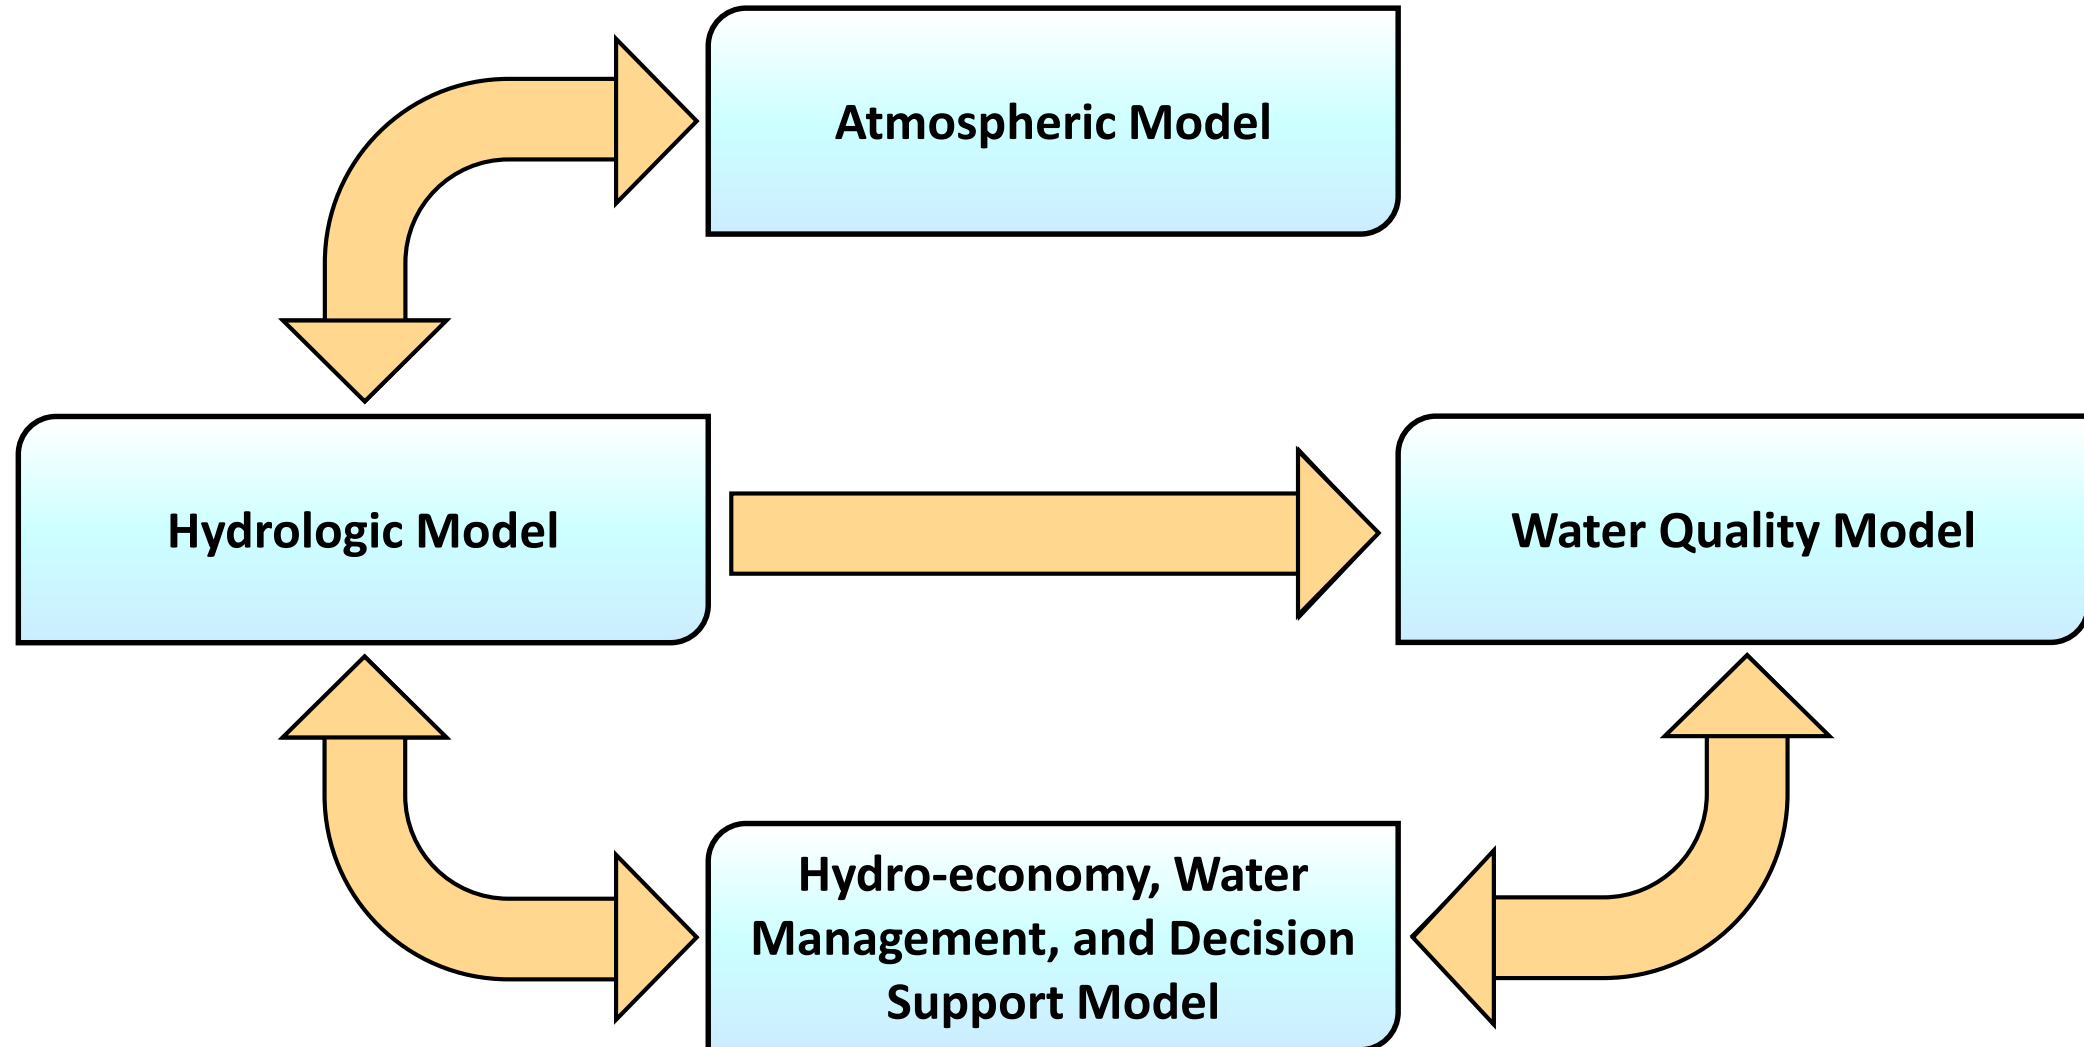 Atmospheric Model
Hydrologic Model
Water Quality Model
Hydro-economy, Water
Management, and Decision
Support Model